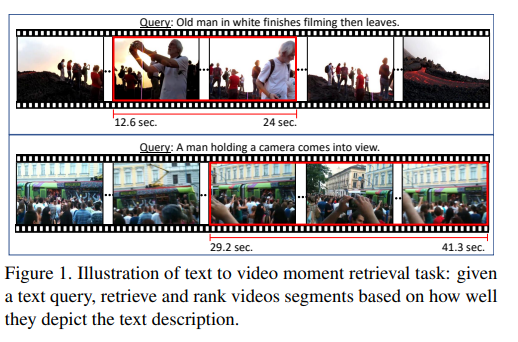 Query: Old man in white finishes filming then leaves.
12.6 sec. 24 sec.
Query: A man holding a camera comes into view.
29.2 sec. 41.3 sec.
Figure 1. Illustration of text to video moment retrieval task: given
a text query, retrieve and rank videos segments based on how well
they depict the text description.